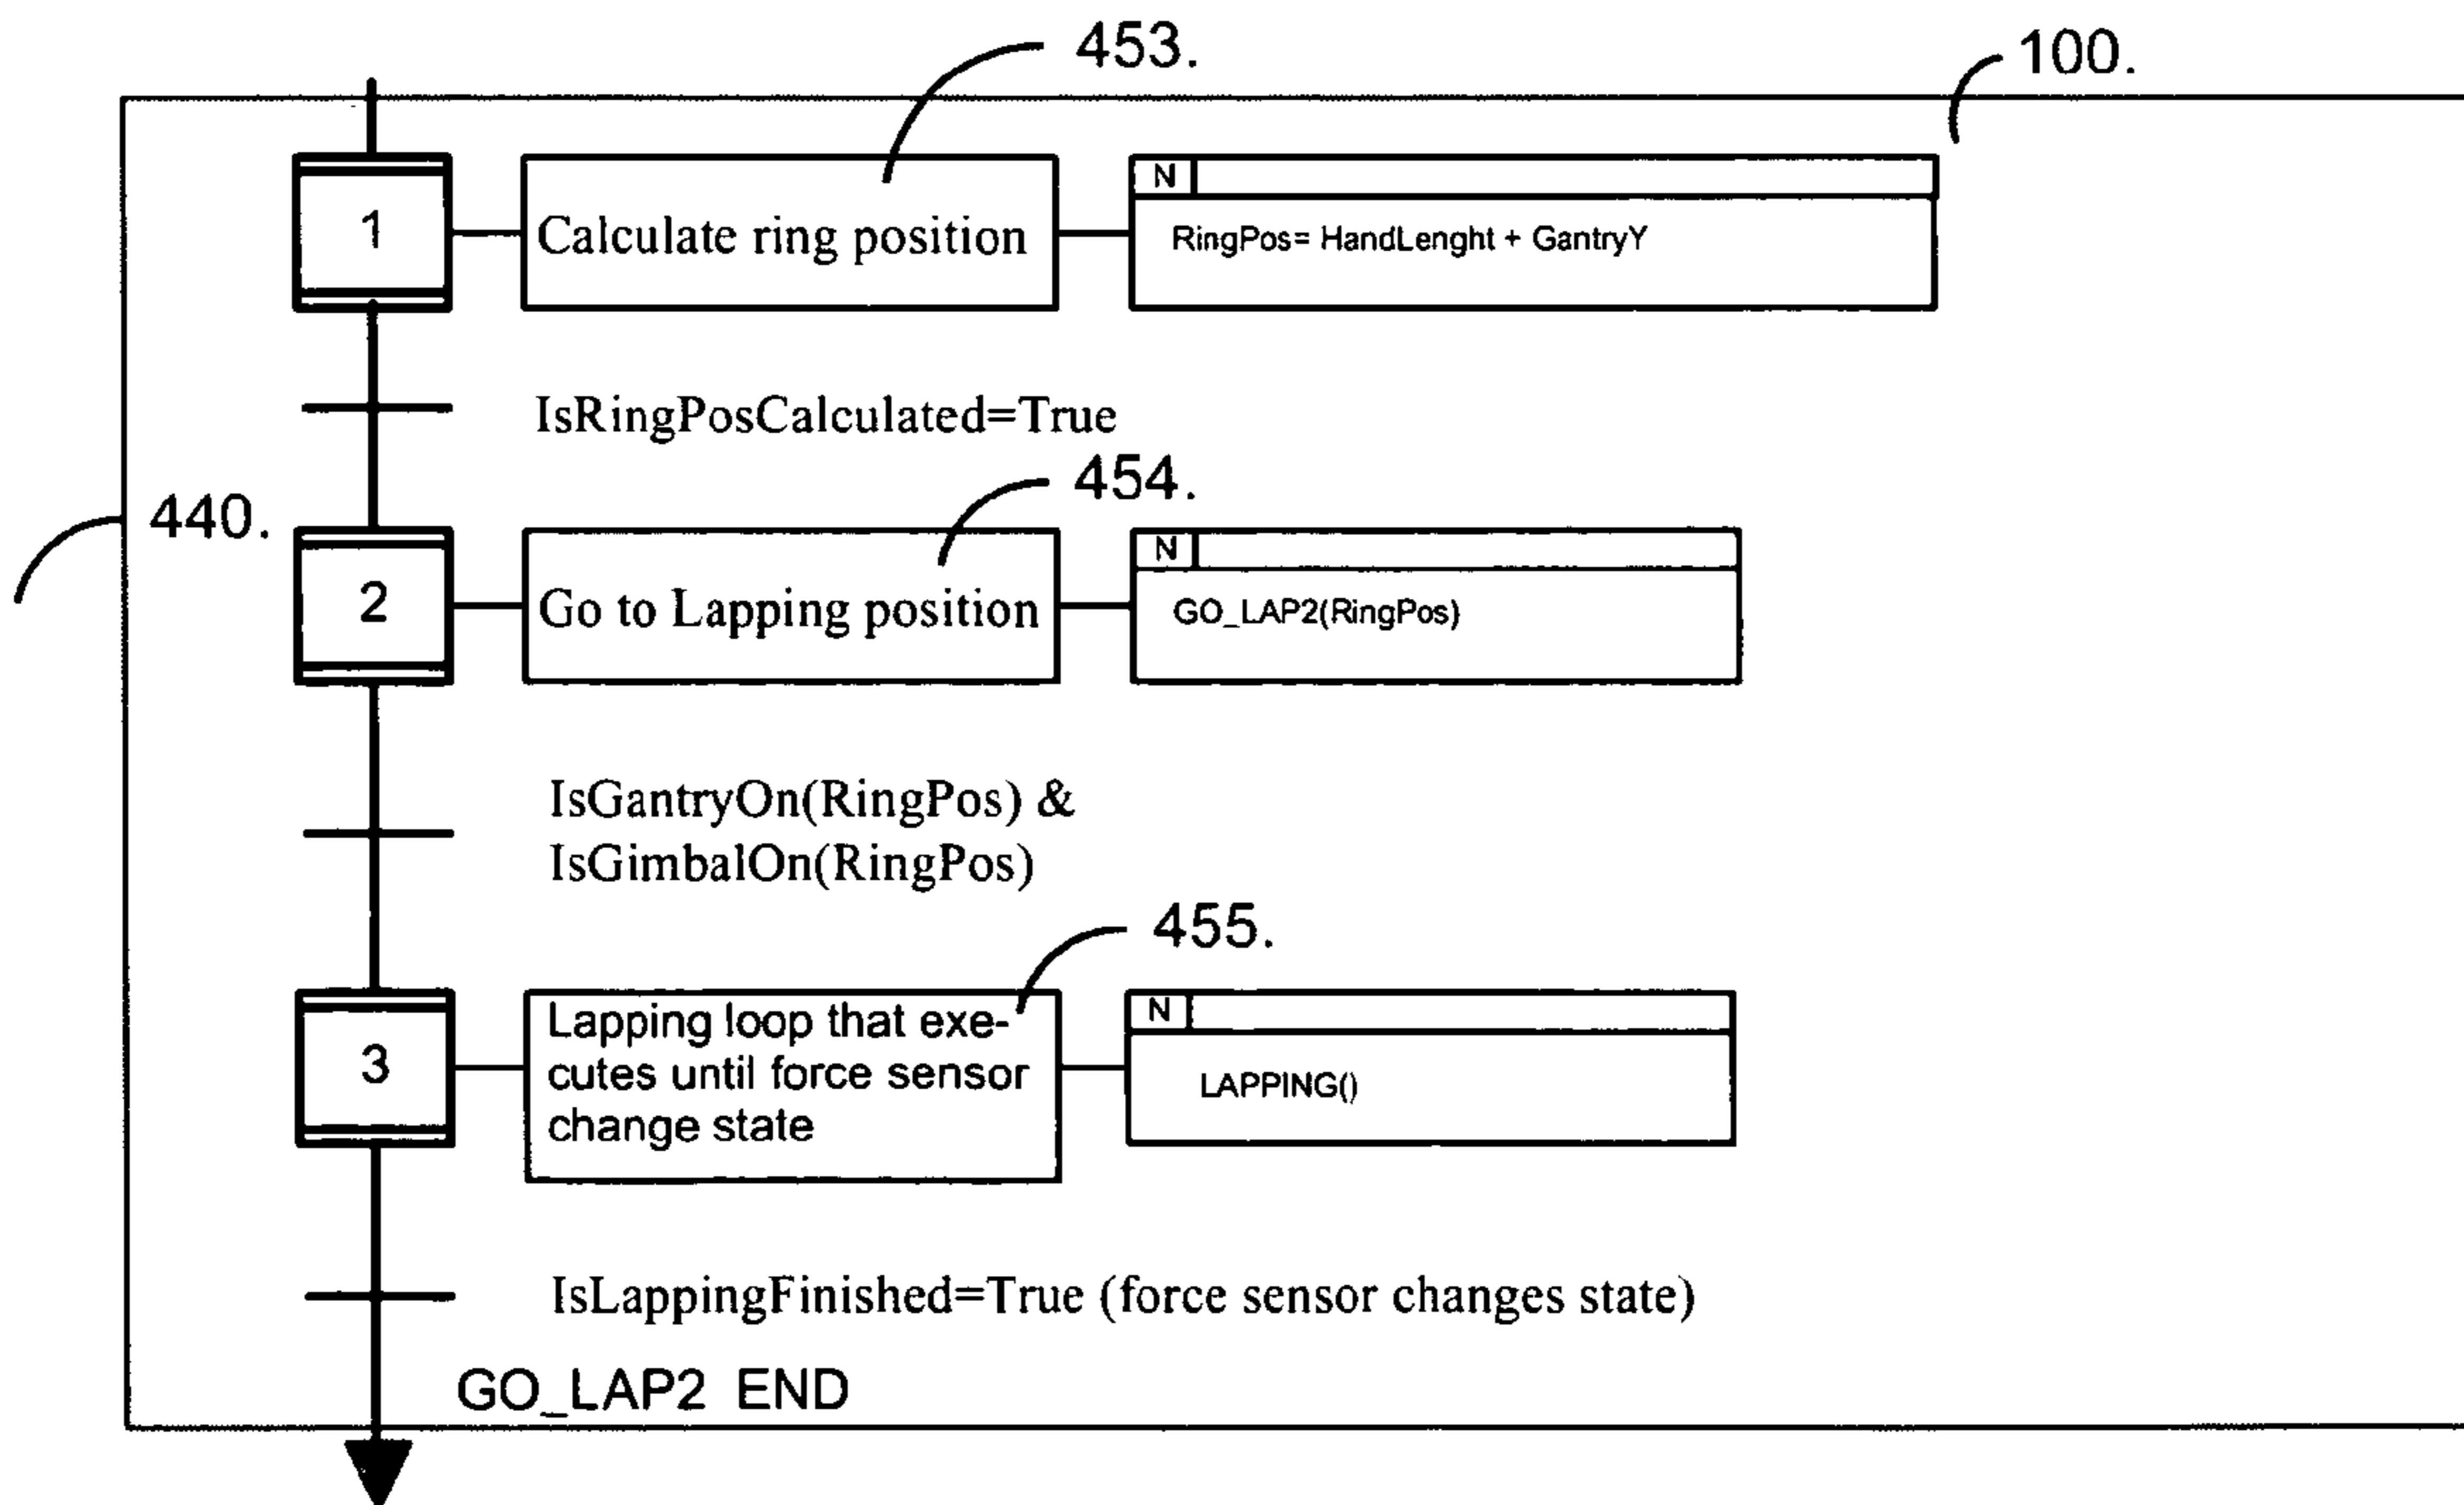 453.
100.
1
Calculate ring position
N
RingPos= HandLenght + GantryY
IsRingPosCalculated=True
454.
440.
2
Go to Lapping position
N
GO_LAP2(RingPos)
IsGantryOn(RingPos) &
IsGimbalOn(RingPos)
455.
3
Lapping loop that exe-
cutes until force sensor
change state
N
LAPPING()
IsLappingFinished=True (force sensor changes state)
GO_LAP2 END